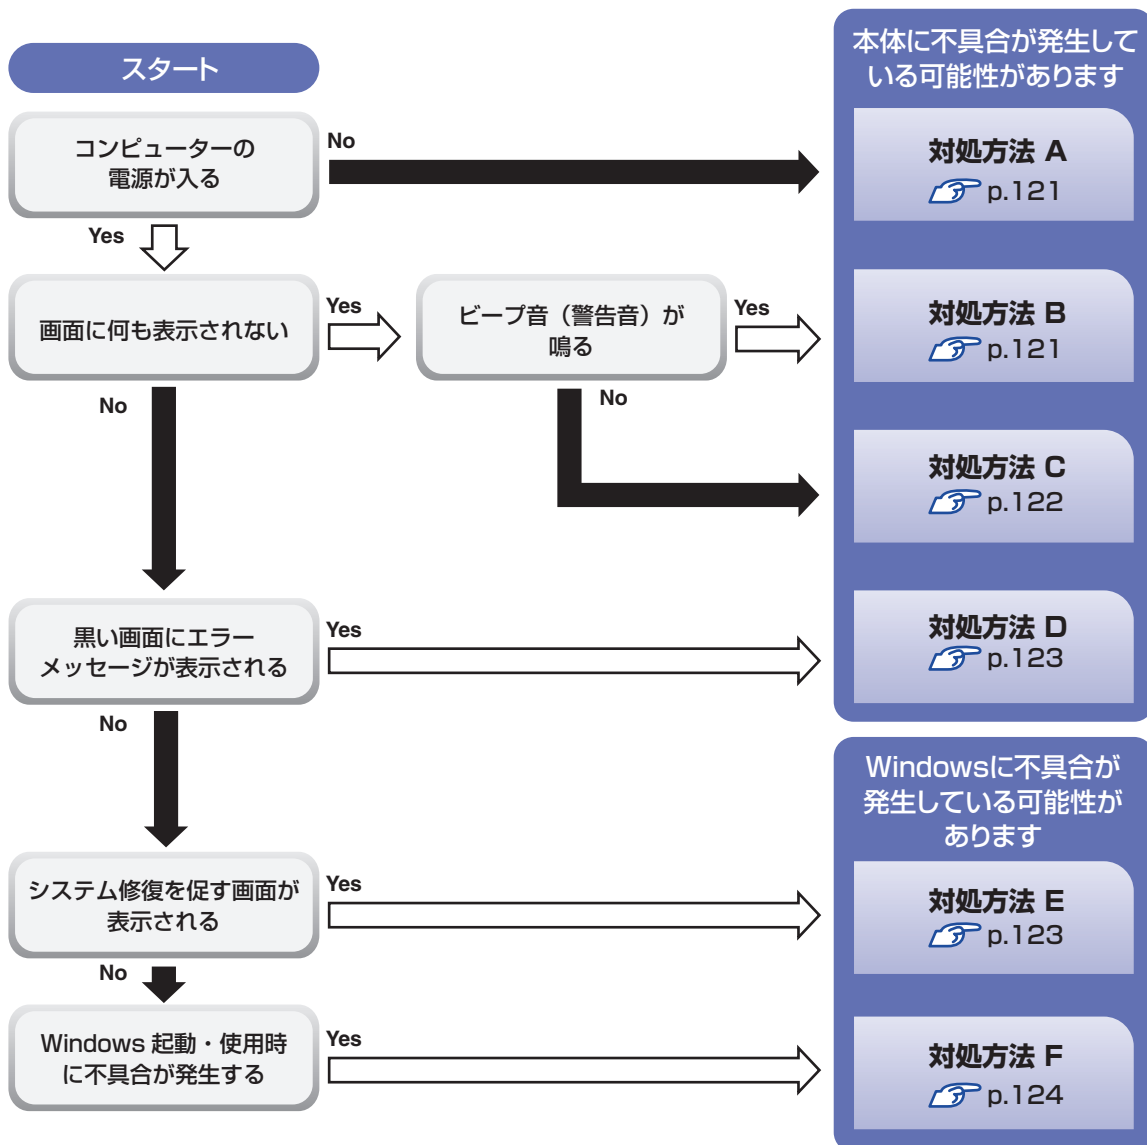 スタート
コンピューターの
電源が入る
No
Yes
画面に何も表示されない
Yes
ビープ音（警告音）が
鳴る
Yes
No
No
黒い画面にエラー
メッセージが表示される
Yes
No
システム修復を促す画面が
表示される
Yes
No
Windows 起動・使用時
に不具合が発生する
Yes
本体に不具合が発生して
いる可能性があります
対処方法 A
p.121
対処方法 B
p.121
対処方法 C
p.122
対処方法 D
p.123
Windowsに不具合が
発生している可能性が
あります
対処方法 E
p.123
対処方法 F
p.124